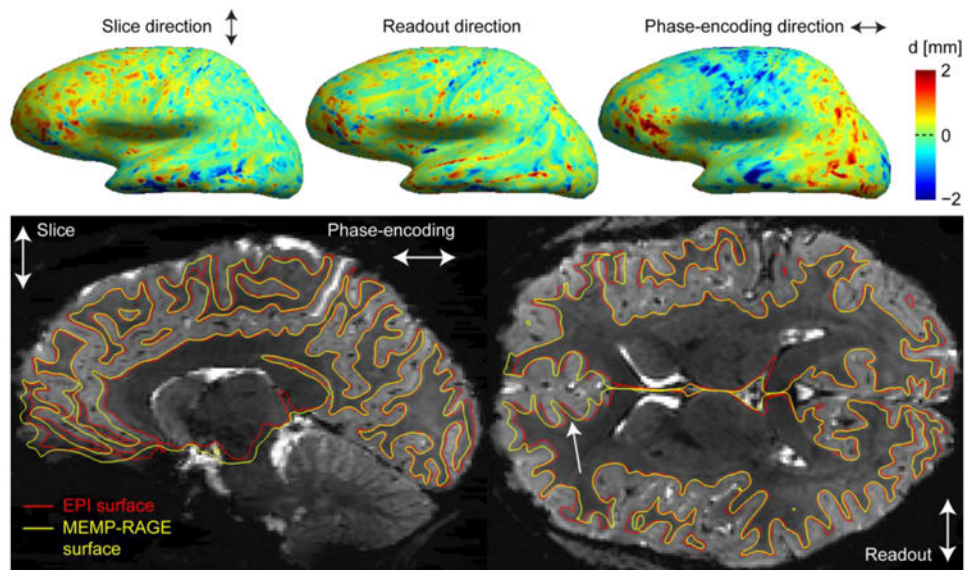 Slice direction
Readout direction
Phase-encoding direction
d [mm]
2
0
−2
Slice
Phase-encoding
EPI surface
MEMP-RAGE
surface
Readout